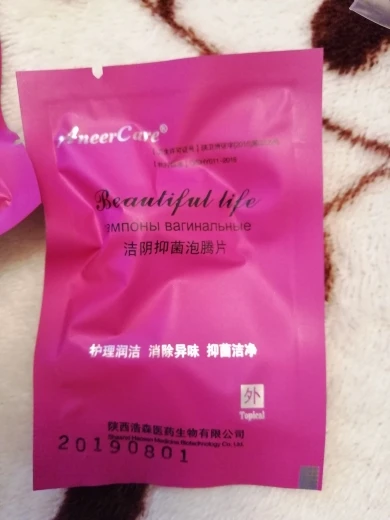 AneerCare®
Beautiful life
ампоны вагинальные
洁阴抑菌泡腾片
护理润洁 消除异味 抑菌洁净
外
Topical
陕西浩森医药生物有限公司
20190801